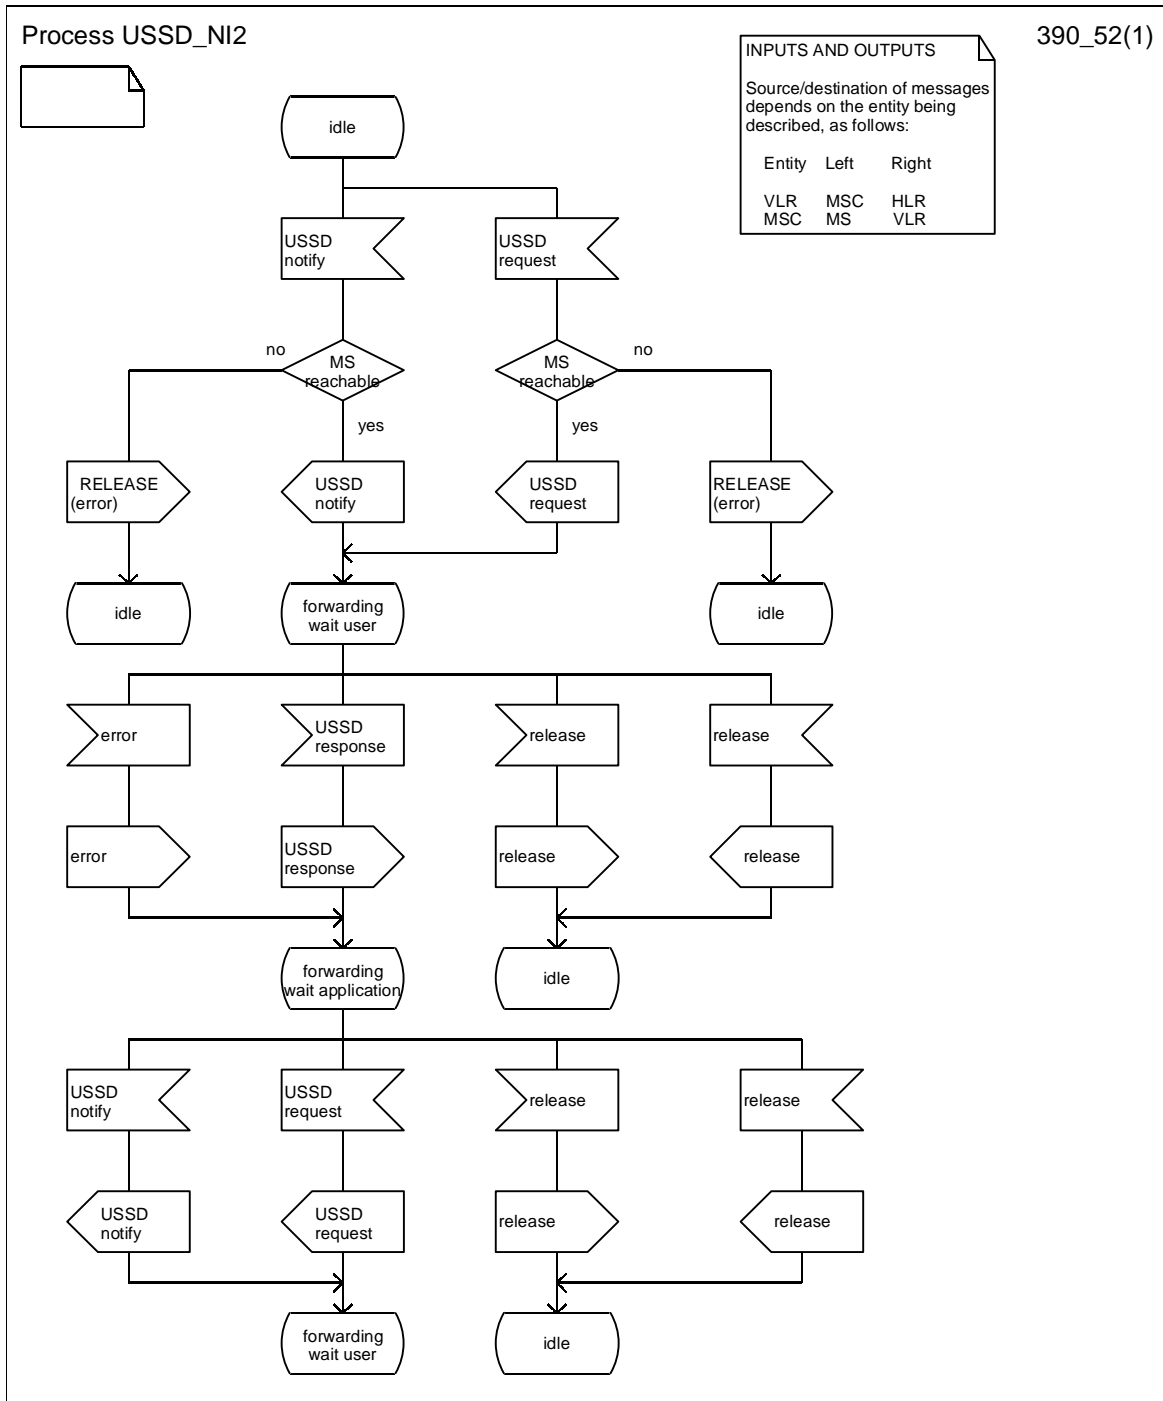 Process USSD_NI2
390_52(1)
INPUTS AND OUTPUTS
Source/destination of messages
depends on the entity being
described, as follows:
Entity Left Right
VLR MSC HLR
MSC MS VLR
idle
USSD
notify
USSD
request
no
MS
reachable
yes
MS
reachable
no
yes
RELEASE
(error)
USSD
notify
USSD
request
RELEASE
(error)
idle
forwarding
wait user
idle
error
USSD
response
release
release
error
USSD
response
release
release
forwarding
wait application
idle
USSD
notify
USSD
request
release
release
USSD
notify
USSD
request
release
release
forwarding
wait user
idle